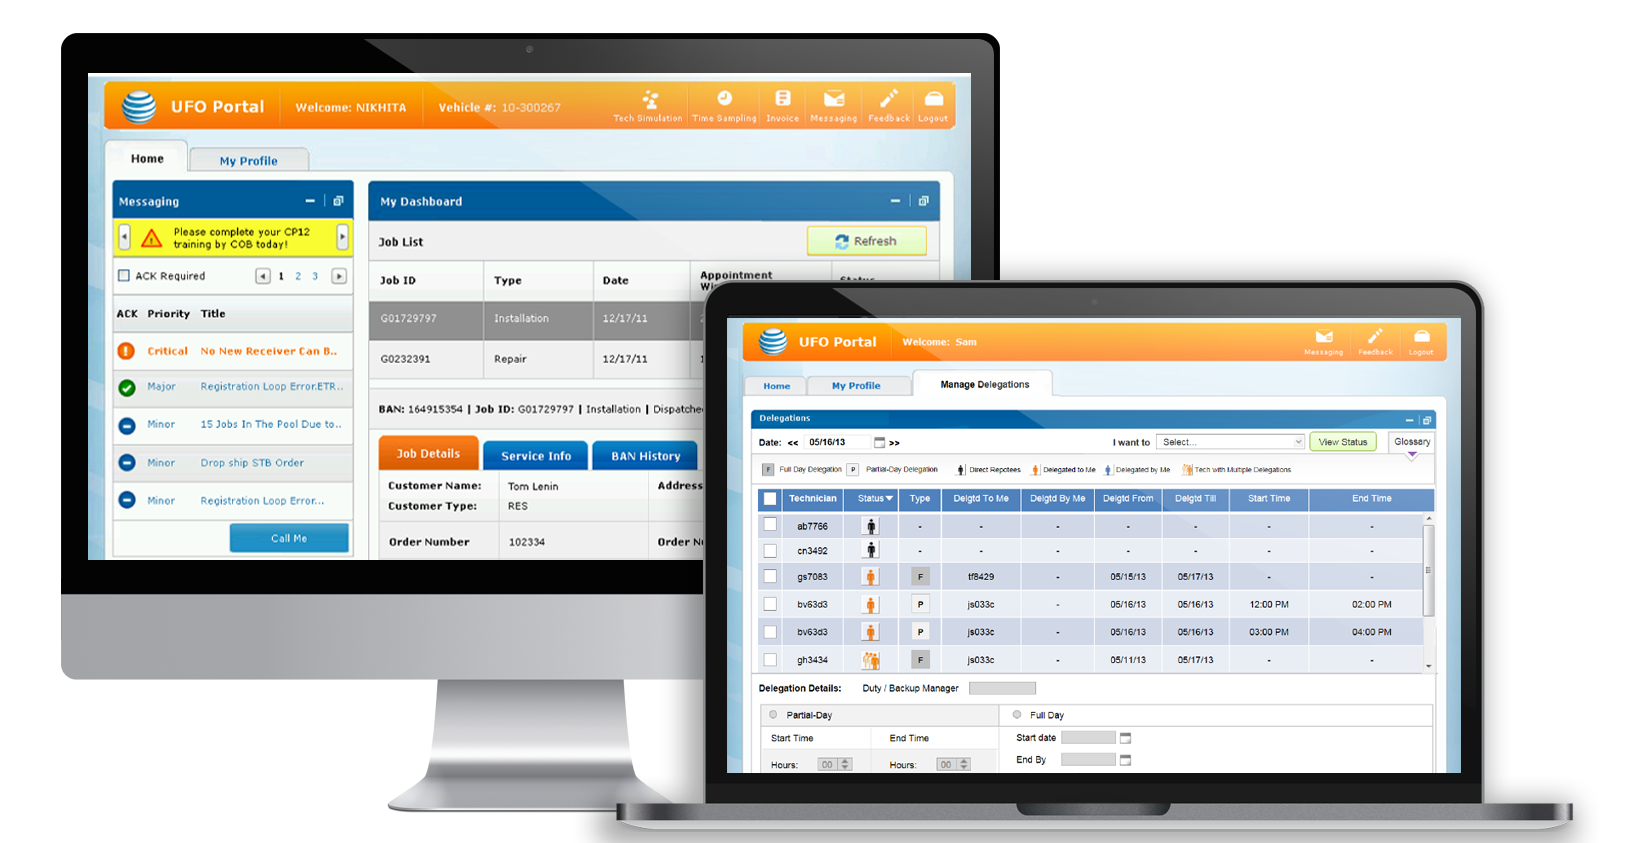 UFO Portal
Welcome: NIKHITA
Vehicle #: 10-300267
Tech Simulation
Time Sampling
Invoice
Messaging
Feedback
Logout
Home
My Profile
Messaging
Please complete your CP12
training by COB today!
ACK Required
1 2 3
ACK Priority Title
Critical No New Receiver Can B..
Major Registration Loop Error.ETR..
Minor 15 Jobs In The Pool Due to..
Minor Drop ship STB Order
Minor Registration Loop Error...
Call Me
My Dashboard
Job List
Refresh
Job ID Type Date Appointment
G01729797 Installation 12/17/11
G0232391 Repair 12/17/11
BAN: 164915354 | Job ID: G01729797 | Installation | Dispatche
Job Details
Service Info
BAN History
Customer Name: Tom Lenin
Customer Type: RES
Address
Order Number 102334
Order N
UFO Portal
Welcome: Sam
Messaging
Feedback
Logout
Home
My Profile
Manage Delegations
Delegations
Date: << 05/16/13 >>
I want to Select...
View Status
Glossary
F Full Day Delegation P Partial-Day Delegation
Direct Repotees Delegated to Me Delegated by Me Tech with Multiple Delegations
Technician Status Type Delgtd To Me Delgtd By Me Delgtd From Delgtd Till Start Time End Time
ab7766 - - - - - - -
cn3492 - - - - - - -
gs7083 F tf8429 - 05/15/13 05/17/13 - -
bv63d3 P js033c - 05/16/13 05/16/13 12:00 PM 02:00 PM
bv63d3 P js033c - 05/16/13 05/16/13 03:00 PM 04:00 PM
gh3434 F js033c - 05/11/13 05/17/13 - -
Delegation Details: Duty / Backup Manager
Partial-Day
Full Day
Start Time End Time
Start date
Hours: 00 Hours: 00
End By